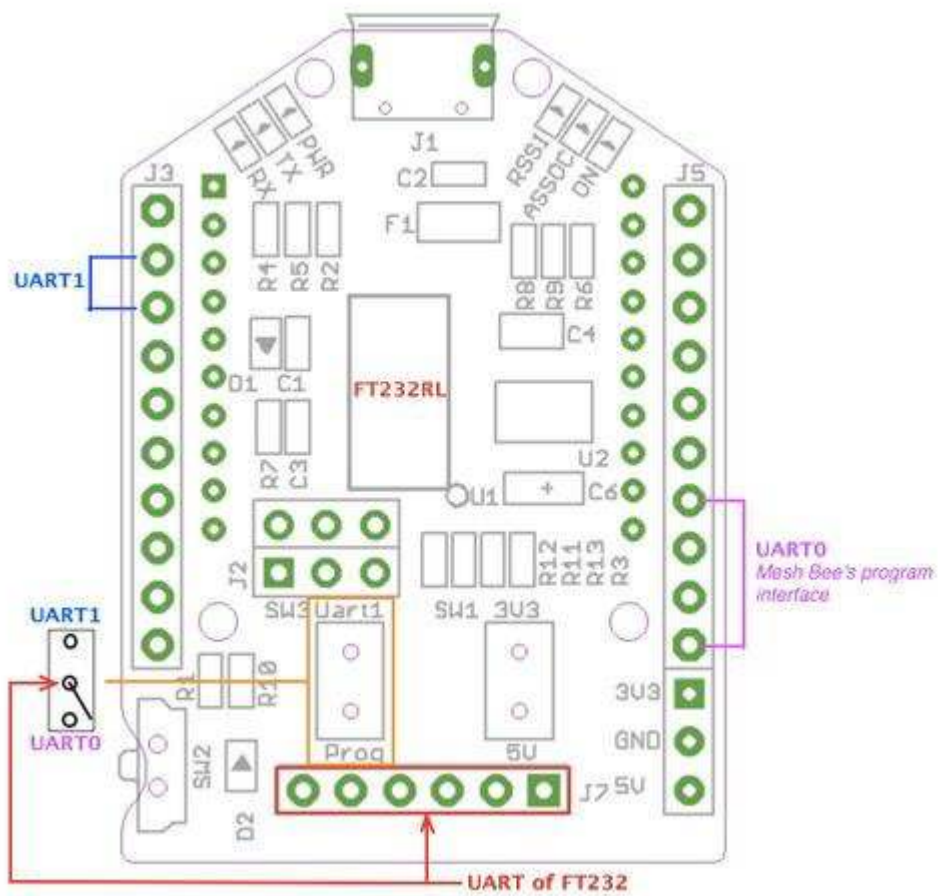 J1
PWR
TX
RX
RSSI
ASSOC
ON
J3
J5
C2
F1
R4
R5
R2
R8
R9
R6
UART1
C4
D1
C1
FT232RL
U2
R7
C3
U1
+
C6
UART0
Mesh Bee's program
interface
J2
R12
R11
R13
R3
SW3
Uart1
SW1
3V3
UART1
R1
R10
3V3
UART0
Prog
5V
GND
SW2
D2
J7
5V
UART of FT232